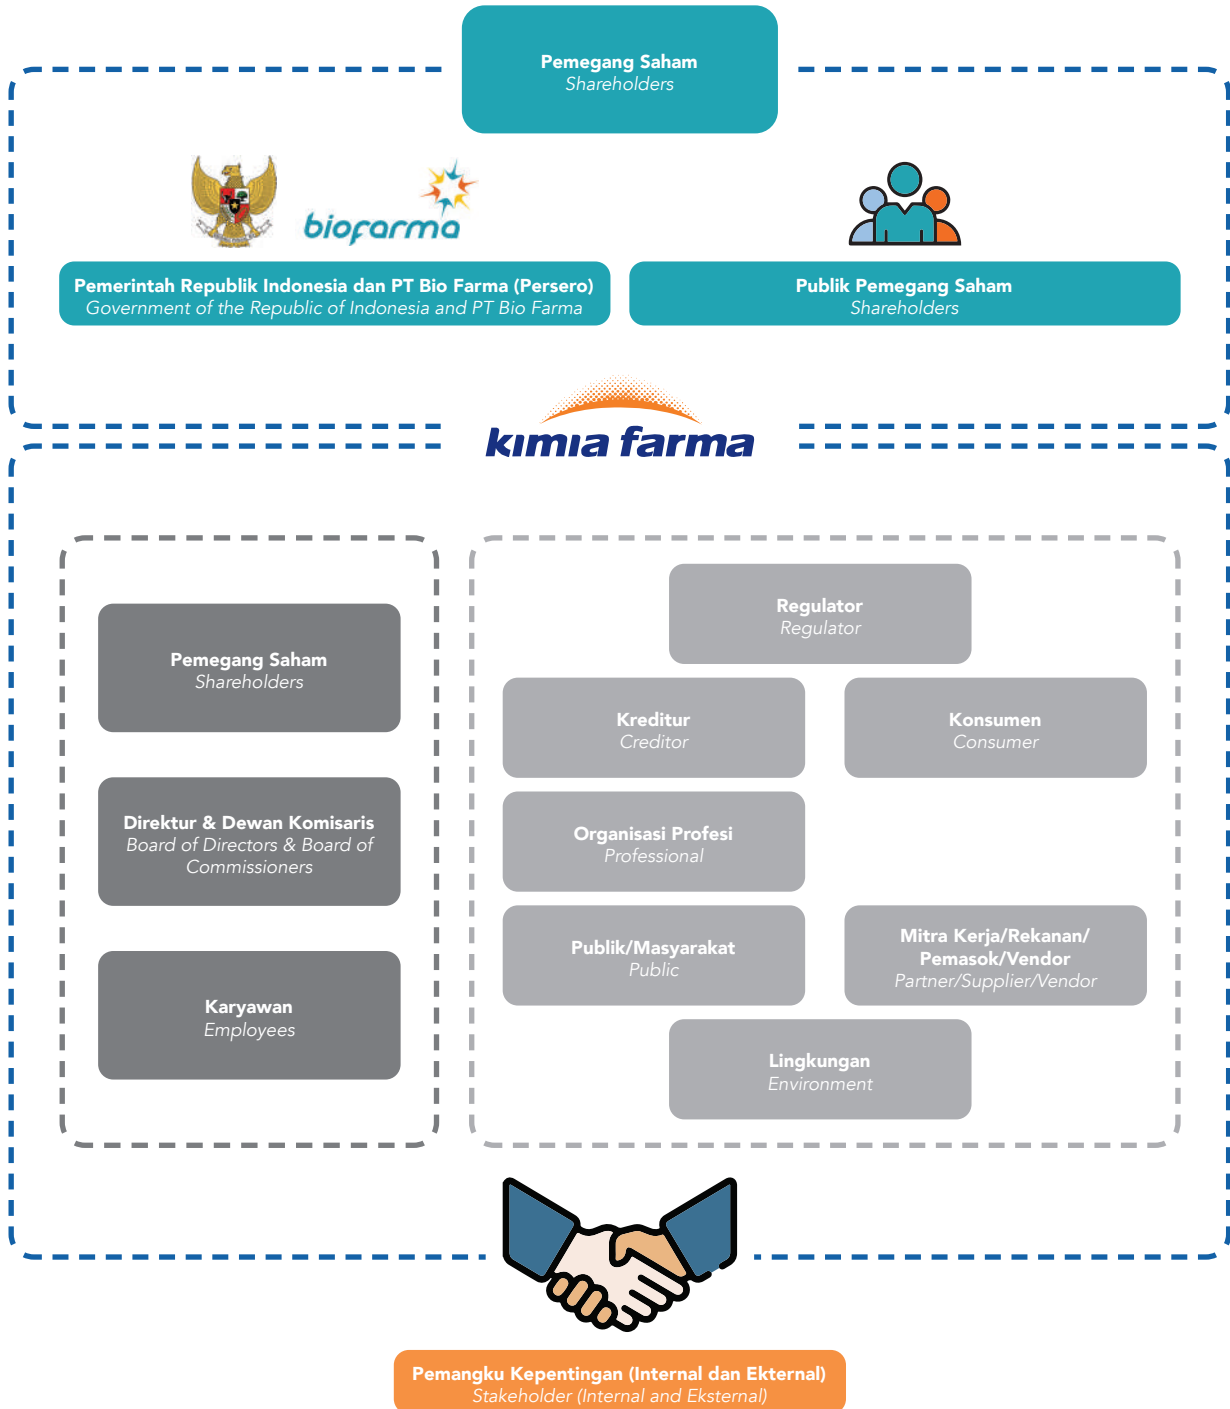 Pemegang Saham
Shareholders
biofarma
Pemerintah Republik Indonesia dan PT Bio Farma (Persero)
Government of the Republic of Indonesia and PT Bio Farma
Publik Pemegang Saham
Shareholders
kimia farma
Pemegang Saham
Shareholders
Direktur & Dewan Komisaris
Board of Directors & Board of
Commissioners
Karyawan
Employees
Regulator
Regulator
Kreditur
Creditor
Konsumen
Consumer
Organisasi Profesi
Professional
Publik/Masyarakat
Public
Mitra Kerja/Rekanan/
Pemasok/Vendor
Partner/Supplier/Vendor
Lingkungan
Environment
Pemangku Kepentingan (Internal dan Ekternal)
Stakeholder (Internal and Eksternal)